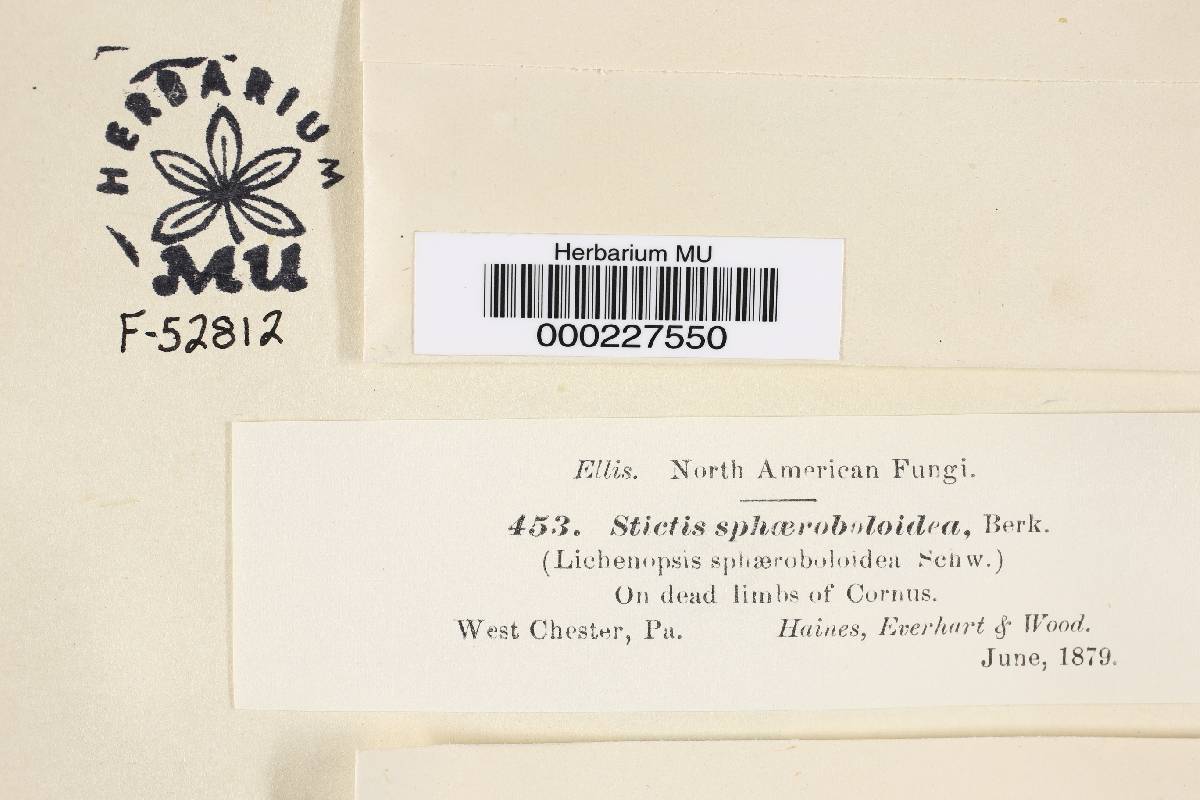 HERBARIUM
MU
F-52812
Herbarium MU
000227550
Ellis. North American Fungi.
453. Stictis sphæroboloidea, Berk.
(Lichenopsis sphæroboloidea Schw.)
On dead limbs of Cornus.
West Chester, Pa. Haines, Everhart & Wood.
June, 1879.